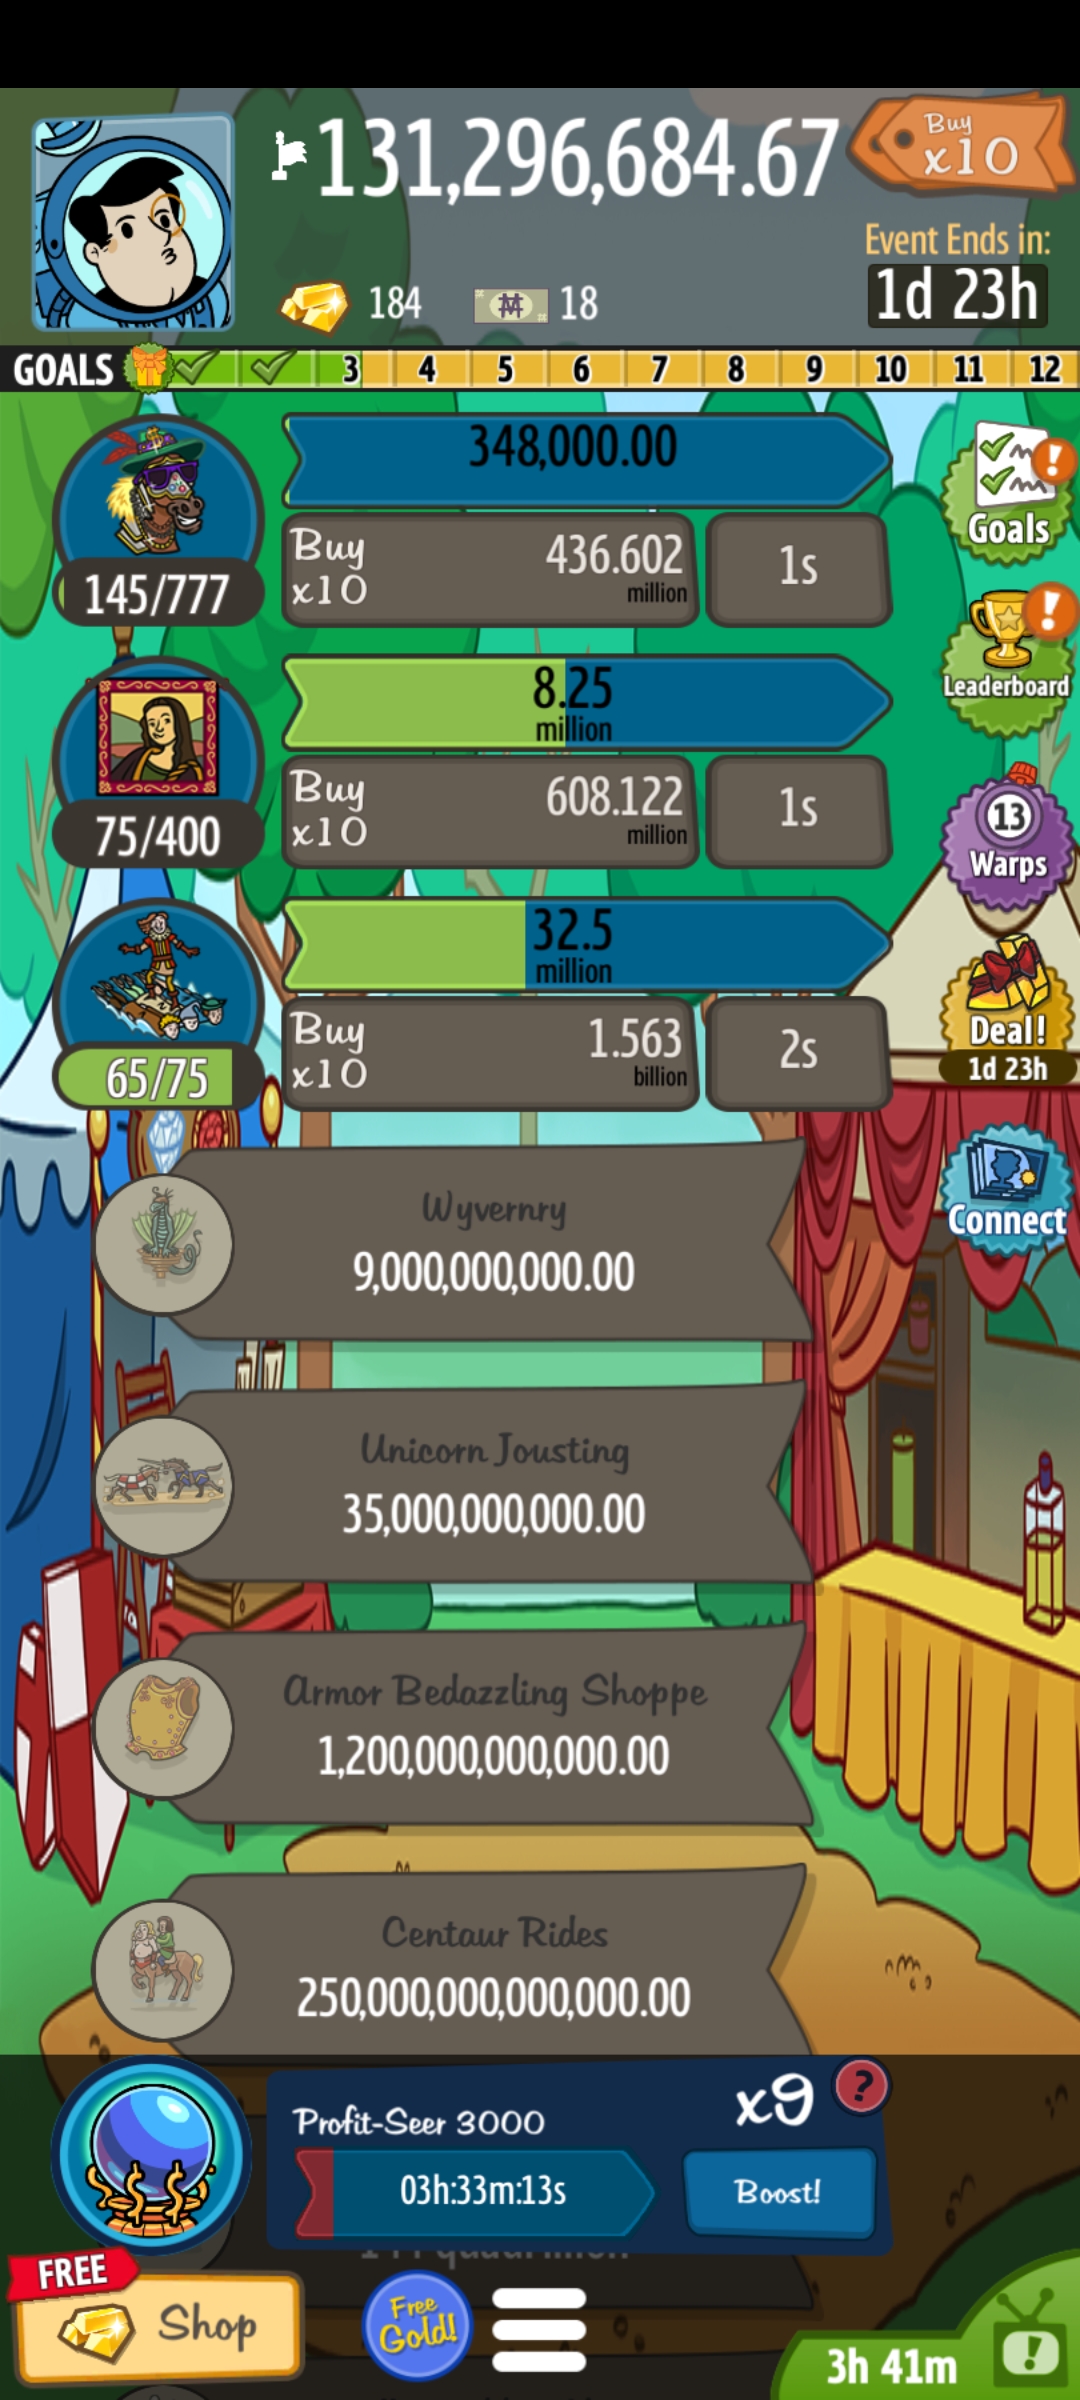 131,296,684.67
Buy
x10
Event Ends in:
1d 23h
184
18
GOALS 3 4 5 6 7 8 9 10 11 12
348,000.00
Buy
x10
436.602
million
1s
145/777
Goals
8.25
million
Buy
x10
608.122
million
1s
75/400
Leaderboard
13
Warps
32.5
million
Buy
x10
1.563
billion
2s
65/75
Deal!
1d 23h
Connect
Wyvernry
9,000,000,000.00
Unicorn Jousting
35,000,000,000.00
Armor Bedazzling Shoppe
1,200,000,000,000.00
Centaur Rides
250,000,000,000,000.00
Profit-Seer 3000
x9
?
03h:33m:13s
Boost!
FREE
Shop
Free
Gold!
3h 41m